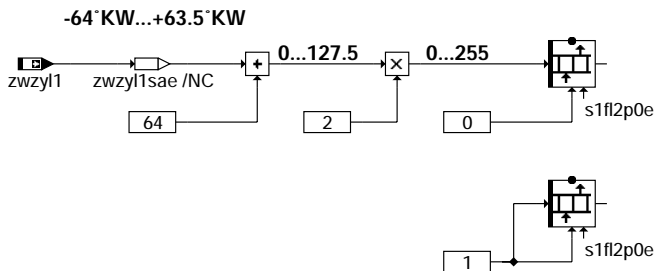 -64°KW...+63.5°KW
0...127.5
0...255
zwzyl1
zwzyl1sae /NC
64
2
0
s1fl2p0e
1
s1fl2p0e